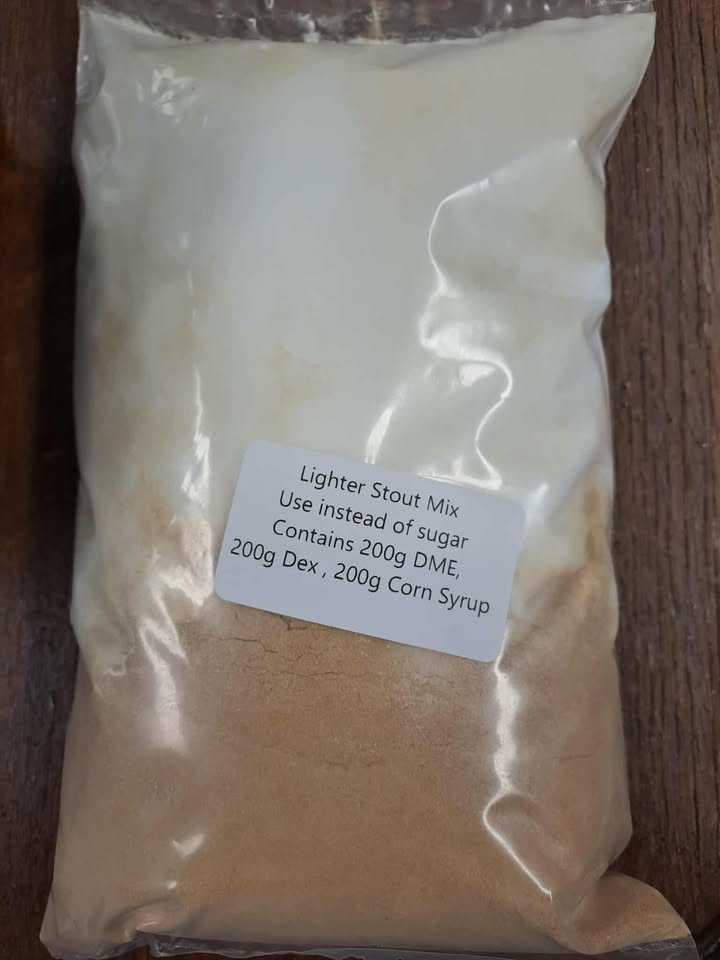 Lighter Stout Mix
Use instead of sugar
Contains 200g DME,
200g Dex , 200g Corn Syrup